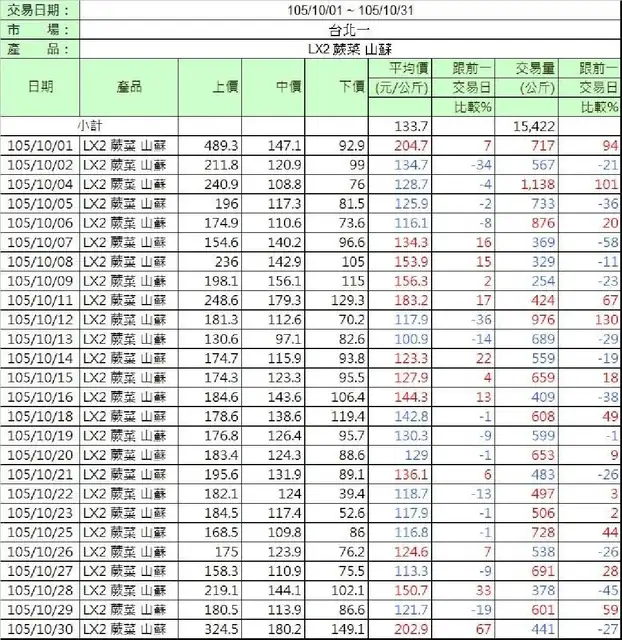 交易日期： 105/10/01 ~ 105/10/31
市　　場： 台北一
產　　品： LX2 蕨菜 山蘇
日期 產品 上價 中價 下價 平均價 (元/公斤) 跟前一 交易日 比較% 交易量 (公斤) 跟前一 交易日 比較%
小計 133.7 15,422
105/10/01 LX2 蕨菜 山蘇 489.3 147.1 92.9 204.7 7 717 94
105/10/02 LX2 蕨菜 山蘇 211.8 120.9 99 134.7 -34 567 -21
105/10/04 LX2 蕨菜 山蘇 240.9 108.8 76 128.7 -4 1,138 101
105/10/05 LX2 蕨菜 山蘇 196 117.3 81.5 125.9 -2 733 -36
105/10/06 LX2 蕨菜 山蘇 174.9 110.6 73.6 116.1 -8 876 20
105/10/07 LX2 蕨菜 山蘇 154.6 140.2 96.6 134.3 16 369 -58
105/10/08 LX2 蕨菜 山蘇 236 142.9 105 153.9 15 329 -11
105/10/09 LX2 蕨菜 山蘇 198.1 156.1 115 156.3 2 254 -23
105/10/11 LX2 蕨菜 山蘇 248.6 179.3 129.3 183.2 17 424 67
105/10/12 LX2 蕨菜 山蘇 181.3 112.6 70.2 117.9 -36 976 130
105/10/13 LX2 蕨菜 山蘇 130.6 97.1 82.6 100.9 -14 689 -29
105/10/14 LX2 蕨菜 山蘇 174.7 115.9 93.8 123.3 22 559 -19
105/10/15 LX2 蕨菜 山蘇 174.3 123.3 95.5 127.9 4 659 18
105/10/16 LX2 蕨菜 山蘇 184.6 143.6 106.4 144.3 13 409 -38
105/10/18 LX2 蕨菜 山蘇 178.6 138.6 119.4 142.8 -1 608 49
105/10/19 LX2 蕨菜 山蘇 176.8 126.4 95.7 130.3 -9 599 -1
105/10/20 LX2 蕨菜 山蘇 183.4 124.3 88.6 129 -1 653 9
105/10/21 LX2 蕨菜 山蘇 195.6 131.9 89.1 136.1 6 483 -26
105/10/22 LX2 蕨菜 山蘇 182.1 124 39.4 118.7 -13 497 3
105/10/23 LX2 蕨菜 山蘇 184.5 117.4 52.6 117.9 -1 506 2
105/10/25 LX2 蕨菜 山蘇 168.5 109.8 86 116.8 -1 728 44
105/10/26 LX2 蕨菜 山蘇 175 123.9 76.2 124.6 7 538 -26
105/10/27 LX2 蕨菜 山蘇 158.3 110.9 75.5 113.3 -9 691 28
105/10/28 LX2 蕨菜 山蘇 219.1 144.1 102.1 150.7 33 378 -45
105/10/29 LX2 蕨菜 山蘇 180.5 113.9 86.6 121.7 -19 601 59
105/10/30 LX2 蕨菜 山蘇 324.5 180.2 149.1 202.9 67 441 -27